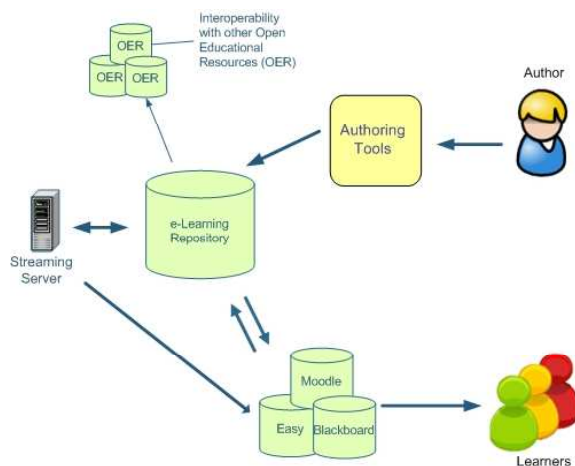 Interoperability
with other Open
Educational
Resources (OER)
OER
OER
OER
Author
Authoring
Tools
e-Learning
Repository
Streaming
Server
Moodle
Easy
Blackboard
Learners